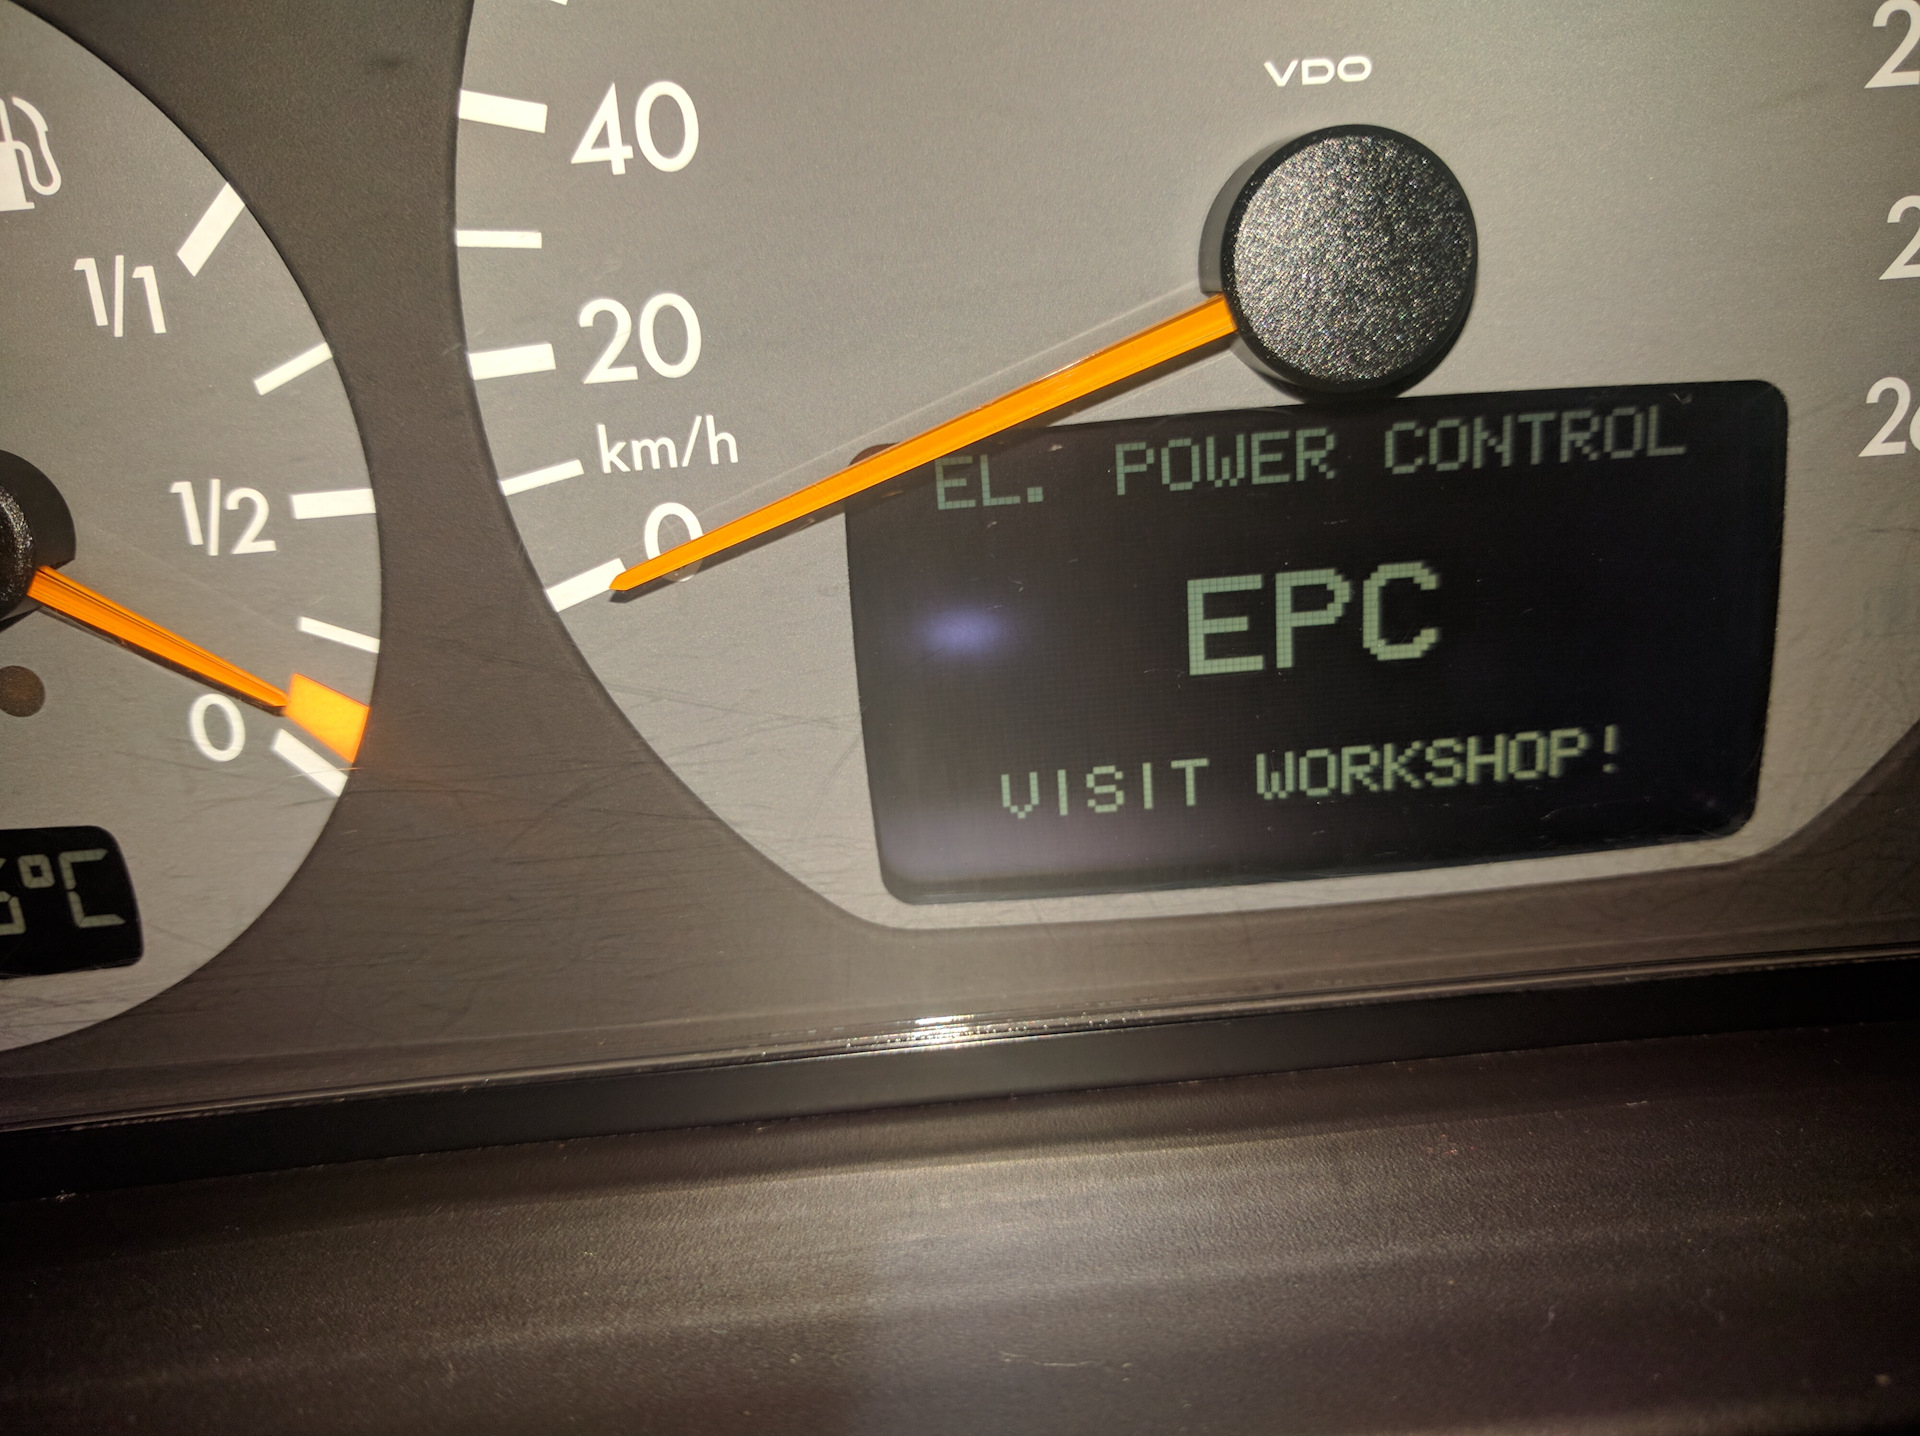 VDO
40
20
km/h
0
1/1
1/2
0
°C
EL. POWER CONTROL
EPC
VISIT WORKSHOP!